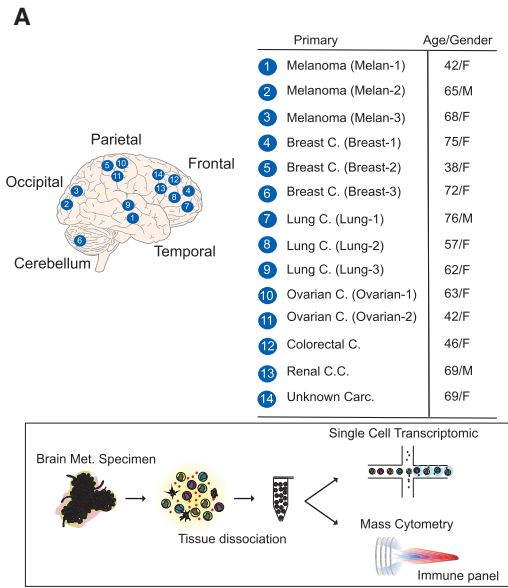 A
Primary Age/Gender
1 Melanoma (Melan-1) 42/F
2 Melanoma (Melan-2) 65/M
3 Melanoma (Melan-3) 68/F
4 Breast C. (Breast-1) 75/F
5 Breast C. (Breast-2) 38/F
6 Breast C. (Breast-3) 72/F
7 Lung C. (Lung-1) 76/M
8 Lung C. (Lung-2) 57/F
9 Lung C. (Lung-3) 62/F
10 Ovarian C. (Ovarian-1) 63/F
11 Ovarian C. (Ovarian-2) 42/F
12 Colorectal C. 46/F
13 Renal C.C. 69/M
14 Unknown Carc. 69/F
Parietal
Frontal
Occipital
Temporal
Cerebellum
5 10
11
14
12
13
4
8
7
3
2
9
1
6
Brain Met. Specimen
Tissue dissociation
Single Cell Transcriptomic
Mass Cytometry
Immune panel